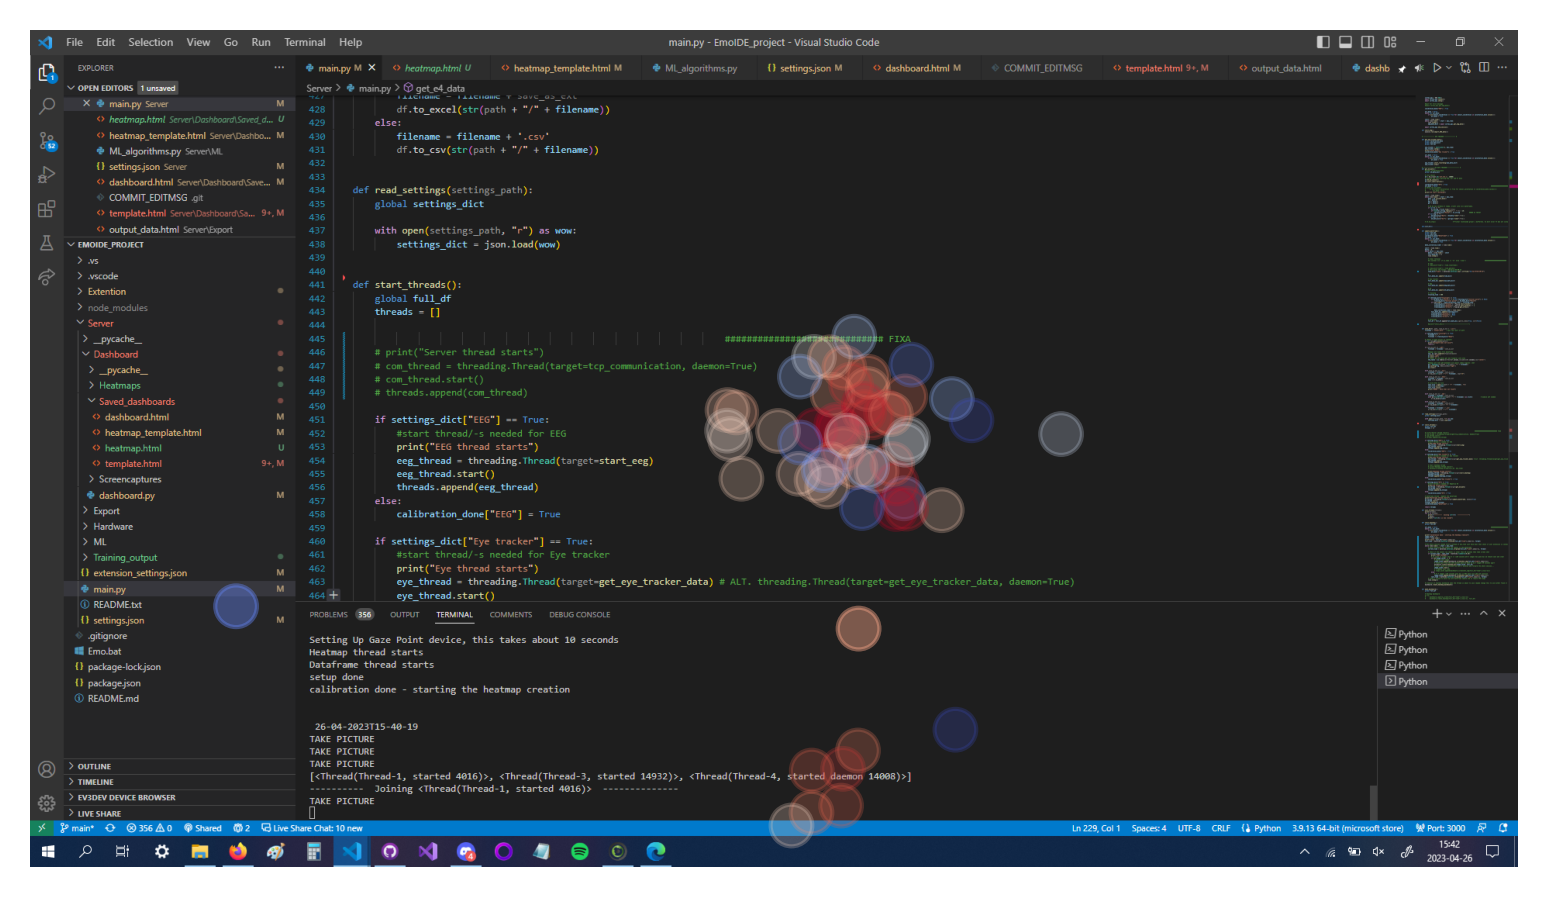 File Edit Selection View Go Run Terminal Help
main.py - EmoIDE_project - Visual Studio Code
EXPLORER
main.py M
heatmap.html U
heatmap_template.html M
ML_algorithms.py
settings.json M
dashboard.html M
COMMIT_EDITMSG
template.html 9+, M
output_data.html
dashb
OPEN EDITORS 1 unsaved
main.py Server M
heatmap.html Server\Dashboard\Saved_d... U
heatmap_template.html Server\Dashbo... M
ML_algorithms.py Server\ML
settings.json Server M
dashboard.html Server\Dashboard\Save... M
COMMIT_EDITMSG .git
template.html Server\Dashboard\Sa... 9+, M
output_data.html Server\Export
EMOIDE_PROJECT
.vs
.vscode
Extention
node_modules
Server
__pycache__
Dashboard
__pycache__
Heatmaps
Saved_dashboards
dashboard.html M
heatmap_template.html M
heatmap.html U
template.html 9+, M
Screencaptures
dashboard.py M
Export
Hardware
ML
Training_output
extension_settings.json M
main.py M
README.txt
settings.json M
.gitignore
Emo.bat
package-lock.json
package.json
README.md
OUTLINE
TIMELINE
EV3DEV DEVICE BROWSER
LIVE SHARE
Server > main.py > get_e4_data
427 filename = filename + save_as_ext
428 df.to_excel(str(path + "/" + filename))
429 else:
430 filename = filename + '.csv'
431 df.to_csv(str(path + "/" + filename))
432
433
434 def read_settings(settings_path):
435 global settings_dict
436
437 with open(settings_path, "r") as wow:
438 settings_dict = json.load(wow)
439
440
441 def start_threads():
442 global full_df
443 threads = []
444
445 ############################# FIXA
446 # print("Server thread starts")
447 # com_thread = threading.Thread(target=tcp_communication, daemon=True)
448 # com_thread.start()
449 # threads.append(com_thread)
450
451 if settings_dict["EEG"] == True:
452 #start thread/-s needed for EEG
453 print("EEG thread starts")
454 eeg_thread = threading.Thread(target=start_eeg)
455 eeg_thread.start()
456 threads.append(eeg_thread)
457 else:
458 calibration_done["EEG"] = True
459
460 if settings_dict["Eye tracker"] == True:
461 #start thread/-s needed for Eye tracker
462 print("Eye thread starts")
463 eye_thread = threading.Thread(target=get_eye_tracker_data) # ALT. threading.Thread(target=get_eye_tracker_data, daemon=True)
464 eye_thread.start()
PROBLEMS 356 OUTPUT TERMINAL COMMENTS DEBUG CONSOLE
Setting Up Gaze Point device, this takes about 10 seconds
Heatmap thread starts
Dataframe thread starts
setup done
calibration done - starting the heatmap creation
26-04-2023T15-40-19
TAKE PICTURE
TAKE PICTURE
TAKE PICTURE
[<Thread(Thread-1, started 4016)>, <Thread(Thread-3, started 14932)>, <Thread(Thread-4, started daemon 14008)>]
---------- Joining <Thread(Thread-1, started 4016)> --------------
TAKE PICTURE
Python
Python
Python
Python
main* 356 0 Shared 2 Live Share Chat: 10 new
Ln 229, Col 1 Spaces: 4 UTF-8 CRLF Python 3.9.13 64-bit (microsoft store) Port: 3000
15:42
2023-04-26